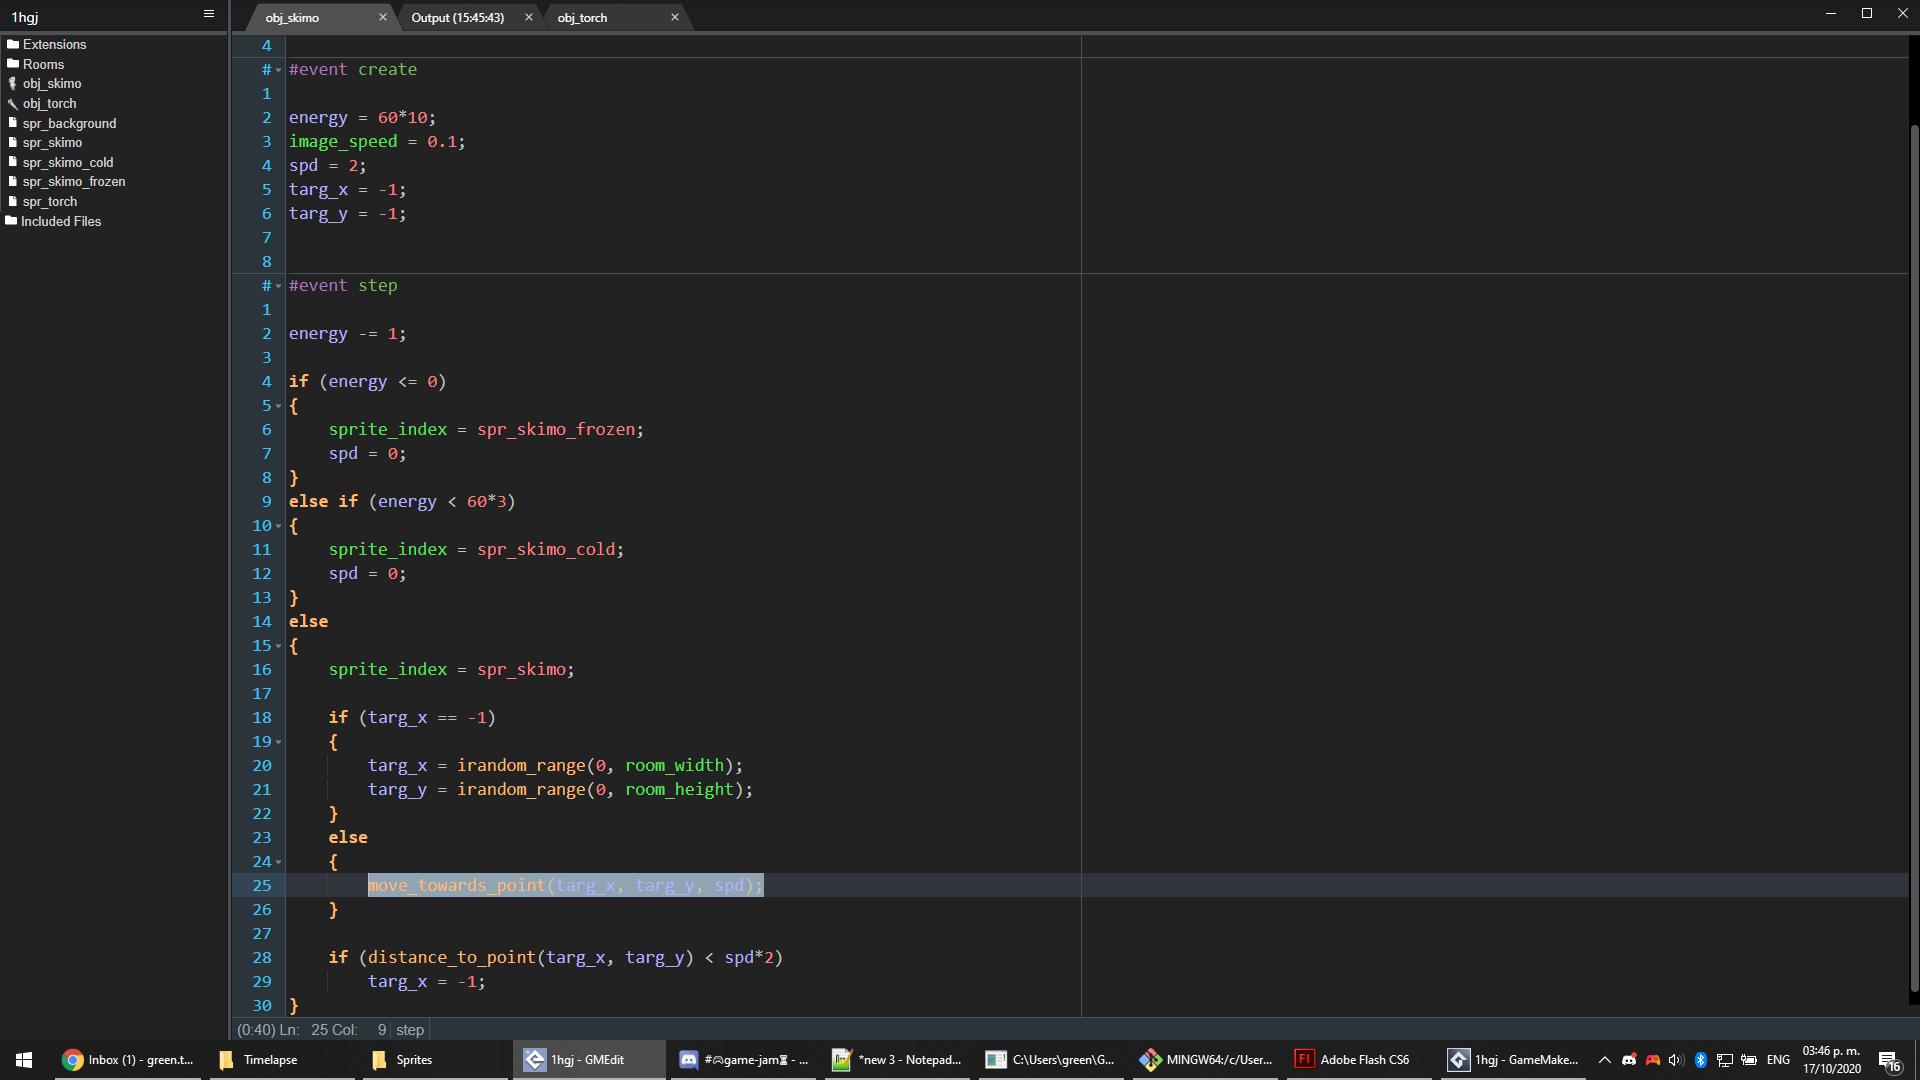 1hgj
obj_skimo
Output (15:45:43)
obj_torch
Extensions
Rooms
obj_skimo
obj_torch
spr_background
spr_skimo
spr_skimo_cold
spr_skimo_frozen
spr_torch
Included Files
4
# #event create
1
2 energy = 60*10;
3 image_speed = 0.1;
4 spd = 2;
5 targ_x = -1;
6 targ_y = -1;
7
8
# #event step
1
2 energy -= 1;
3
4 if (energy <= 0)
5 {
6 sprite_index = spr_skimo_frozen;
7 spd = 0;
8 }
9 else if (energy < 60*3)
10 {
11 sprite_index = spr_skimo_cold;
12 spd = 0;
13 }
14 else
15 {
16 sprite_index = spr_skimo;
17
18 if (targ_x == -1)
19 {
20 targ_x = irandom_range(0, room_width);
21 targ_y = irandom_range(0, room_height);
22 }
23 else
24 {
25 move_towards_point(targ_x, targ_y, spd);
26 }
27
28 if (distance_to_point(targ_x, targ_y) < spd*2)
29 targ_x = -1;
30 }
(0:40) Ln: 25 Col: 9 step
Inbox (1) - green.t...
Timelapse
Sprites
1hgj - GMEdit
#🎮game-jam⏳ - ...
*new 3 - Notepad...
C:\Users\green\G...
MINGW64:/c/User...
Adobe Flash CS6
1hgj - GameMake...
ENG
03:46 p. m.
17/10/2020
16